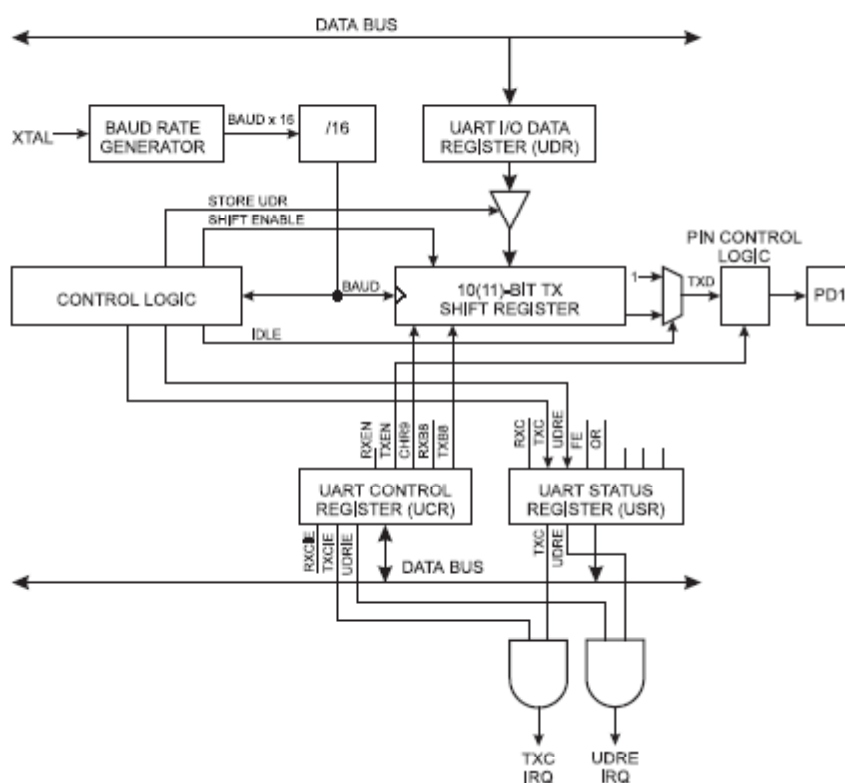 DATA BUS
XTAL
BAUD RATE
GENERATOR
BAUD x 16
/16
UART I/O DATA
REGISTER (UDR)
STORE UDR
SHIFT ENABLE
PIN CONTROL
LOGIC
CONTROL LOGIC
BAUD
10(11)-BIT TX
SHIFT REGISTER
1
TXD
PD1
IDLE
RXEN
TXEN
CHR9
RXB8
TXB8
RXC
TXC
UDRE
FE
OR
UART CONTROL
REGISTER (UCR)
UART STATUS
REGISTER (USR)
RXCIE
TXCIE
UDRIE
TXC
UDRE
DATA BUS
TXC
IRQ
UDRE
IRQ